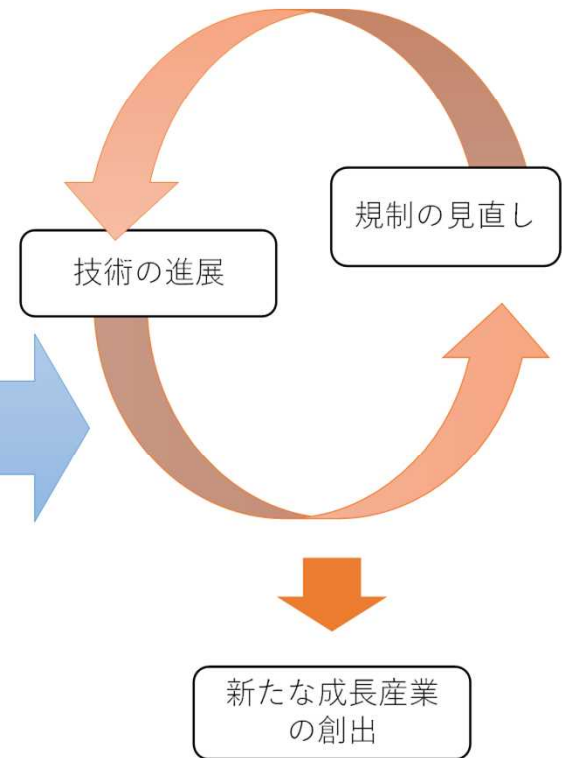 規制の見直し
技術の進展
新たな成長産業
の創出